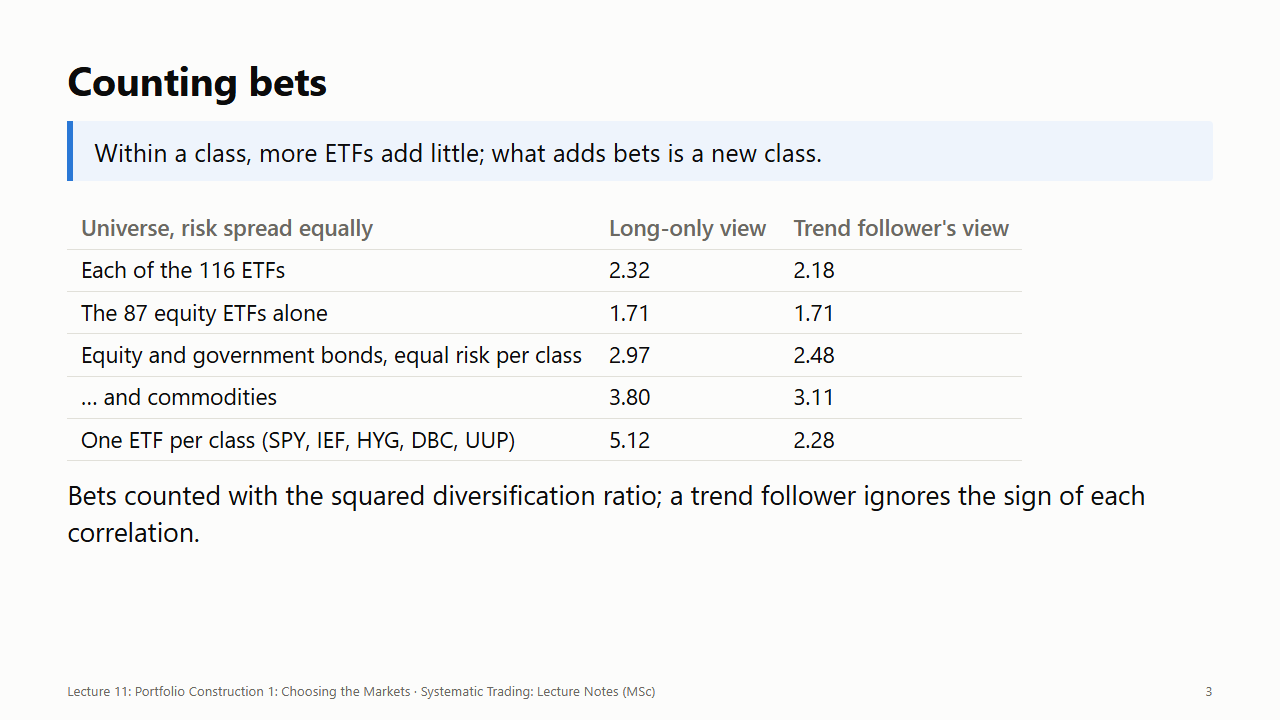 Counting bets
Within a class, more ETFs add little; what adds bets is a new class.
Universe, risk spread equally Long-only view Trend follower's view
Each of the 116 ETFs 2.32 2.18
The 87 equity ETFs alone 1.71 1.71
Equity and government bonds, equal risk per class 2.97 2.48
... and commodities 3.80 3.11
One ETF per class (SPY, IEF, HYG, DBC, UUP) 5.12 2.28
Bets counted with the squared diversification ratio; a trend follower ignores the sign of each
correlation.
Lecture 11: Portfolio Construction 1: Choosing the Markets · Systematic Trading: Lecture Notes (MSc) 3